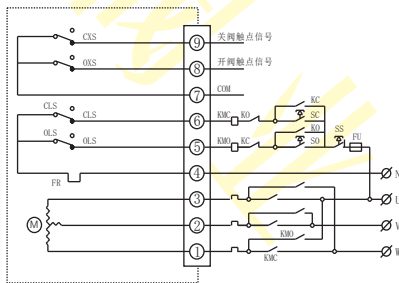 CXS 9 关阀触点信号
OXS 8 开阀触点信号
7 COM
CLS CLS 6 KMC KO KC SC
OLS OLS 5 KMO KC KO SO SS FU
FR 4 N
3 U
M 2 V
KMO
1 W
KMC